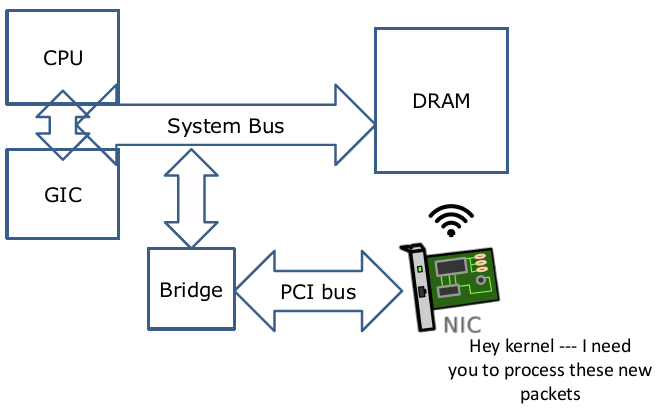 CPU
DRAM
System Bus
GIC
Bridge
PCI bus
NIC
Hey kernel --- I need
you to process these new
packets